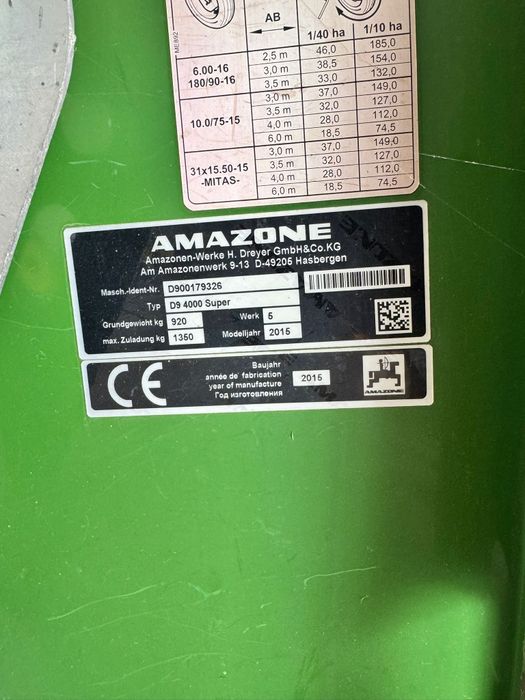 ME892
AB 1/40 ha 1/10 ha
2,5 m 46,0 185,0
6.00-16 3,0 m 38,5 154,0
180/90-16 3,5 m 33,0 132,0
3,0 m 37,0 149,0
10.0/75-15 3,5 m 32,0 127,0
4,0 m 28,0 112,0
6,0 m 18,5 74,5
3,0 m 37,0 149,0
31x15.50-15 3,5 m 32,0 127,0
-MITAS- 4,0 m 28,0 112,0
6,0 m 18,5 74,5
AMAZONE
Amazonen-Werke H. Dreyer GmbH&Co.KG
Am Amazonenwerk 9-13 D-49205 Hasbergen
Masch.-Ident-Nr. D900179326
Typ D9 4000 Super
Grundgewicht kg 920 Werk 5
max. Zuladung kg 1350 Modelljahr 2015
CE
Baujahr
année de fabrication
year of manufacture
Год изготовления
2015
AMAZONE